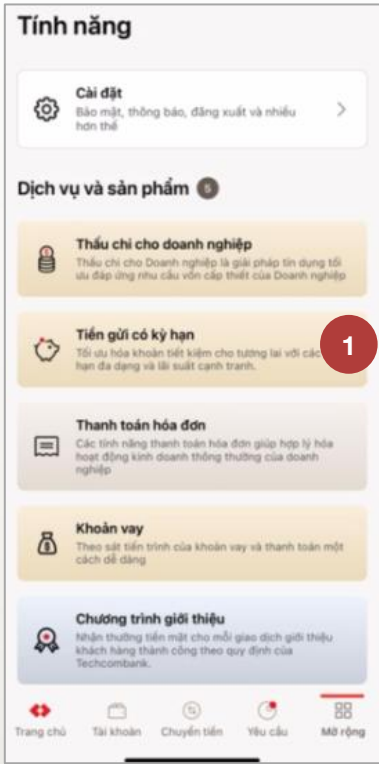 Tính năng
Cài đặt
Bảo mật, thông báo, đăng xuất và nhiều
hơn thế
Dịch vụ và sản phẩm 5
Thấu chi cho doanh nghiệp
Thấu chi cho Doanh nghiệp là giải pháp tín dụng tối
ưu đáp ứng nhu cầu vốn cấp thiết của Doanh nghiệp
Tiền gửi có kỳ hạn
Tối ưu hóa khoản tiết kiệm cho tương lai với các
hạn đa dạng và lãi suất cạnh tranh.
1
Thanh toán hóa đơn
Các tính năng thanh toán hóa đơn giúp hợp lý hóa
hoạt động kinh doanh thông thường của doanh
nghiệp
Khoản vay
Theo sát tiến trình của khoản vay và thanh toán một
cách dễ dàng
Chương trình giới thiệu
Nhận thưởng tiền mặt cho mỗi giao dịch giới thiệu
khách hàng thành công theo quy định của
Techcombank.
Trang chủ Tài khoản Chuyển tiền Yêu cầu Mở rộng